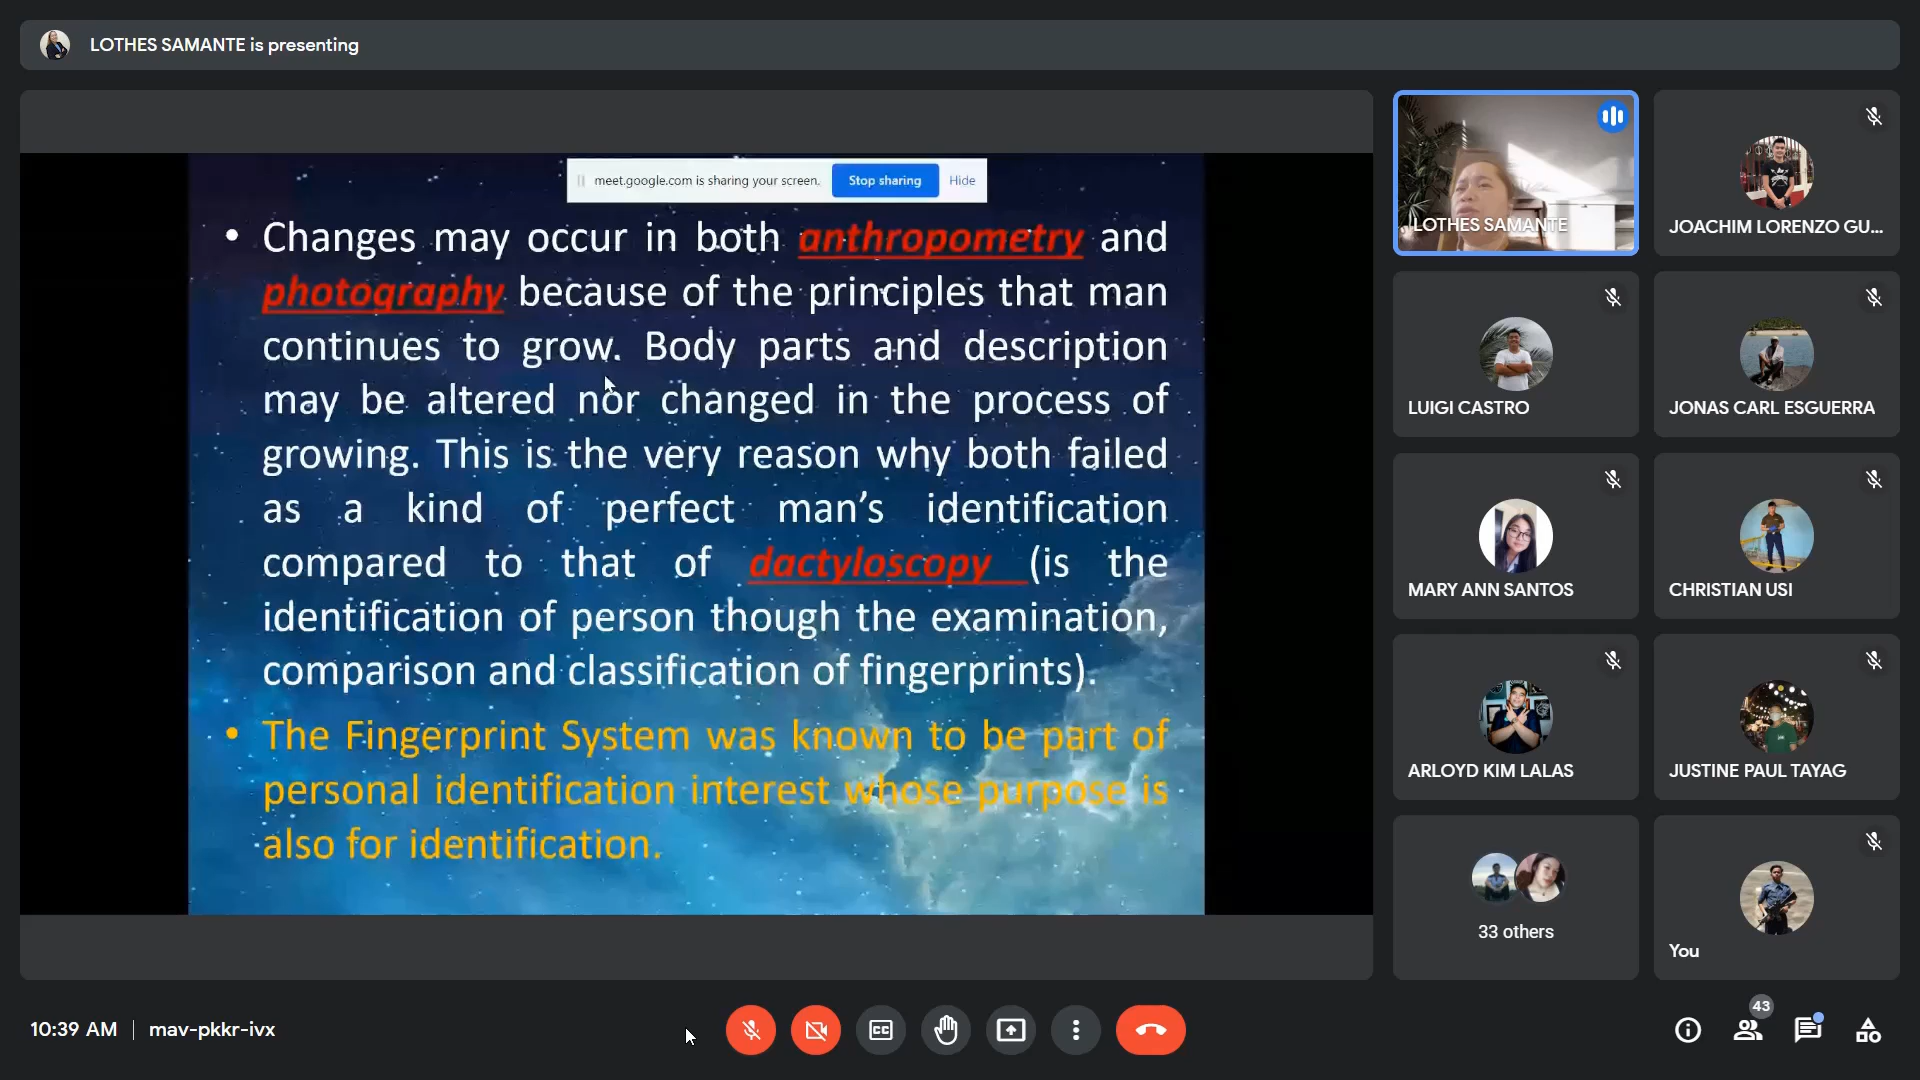 LOTHES SAMANTE is presenting
meet.google.com is sharing your screen.
Stop sharing
Hide
• Changes may occur in both anthropometry and
photography because of the principles that man
continues to grow. Body parts and description
may be altered nor changed in the process of
growing. This is the very reason why both failed
as a kind of perfect man’s identification
compared to that of dactyloscopy (is the
identification of person though the examination,
comparison and classification of fingerprints).
• The Fingerprint System was known to be part of
personal identification interest whose purpose is
also for identification.
LOTHES SAMANTE
JOACHIM LORENZO GU...
LUIGI CASTRO
JONAS CARL ESGUERRA
MARY ANN SANTOS
CHRISTIAN USI
ARLOYD KIM LALAS
JUSTINE PAUL TAYAG
33 others
You
10:39 AM | mav-pkkr-ivx
CC
43